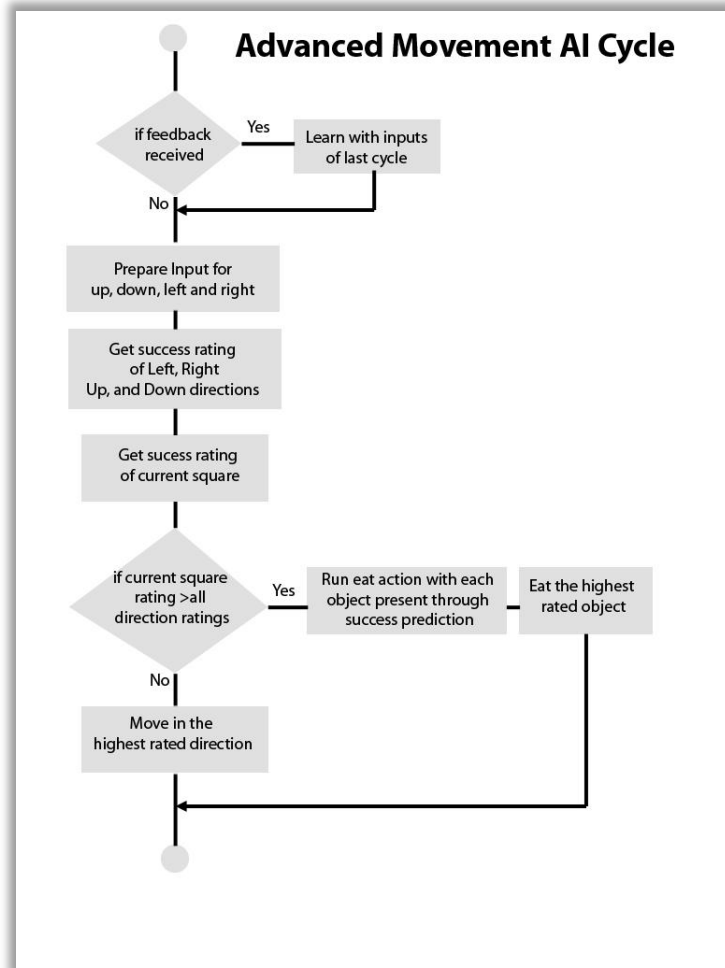 Advanced Movement AI Cycle
if feedback
received
Yes
Learn with inputs
of last cycle
No
Prepare Input for
up, down, left and right
Get success rating
of Left, Right
Up, and Down directions
Get sucess rating
of current square
if current square
rating >all
direction ratings
Yes
Run eat action with each
object present through
success prediction
Eat the highest
rated object
No
Move in the
highest rated direction